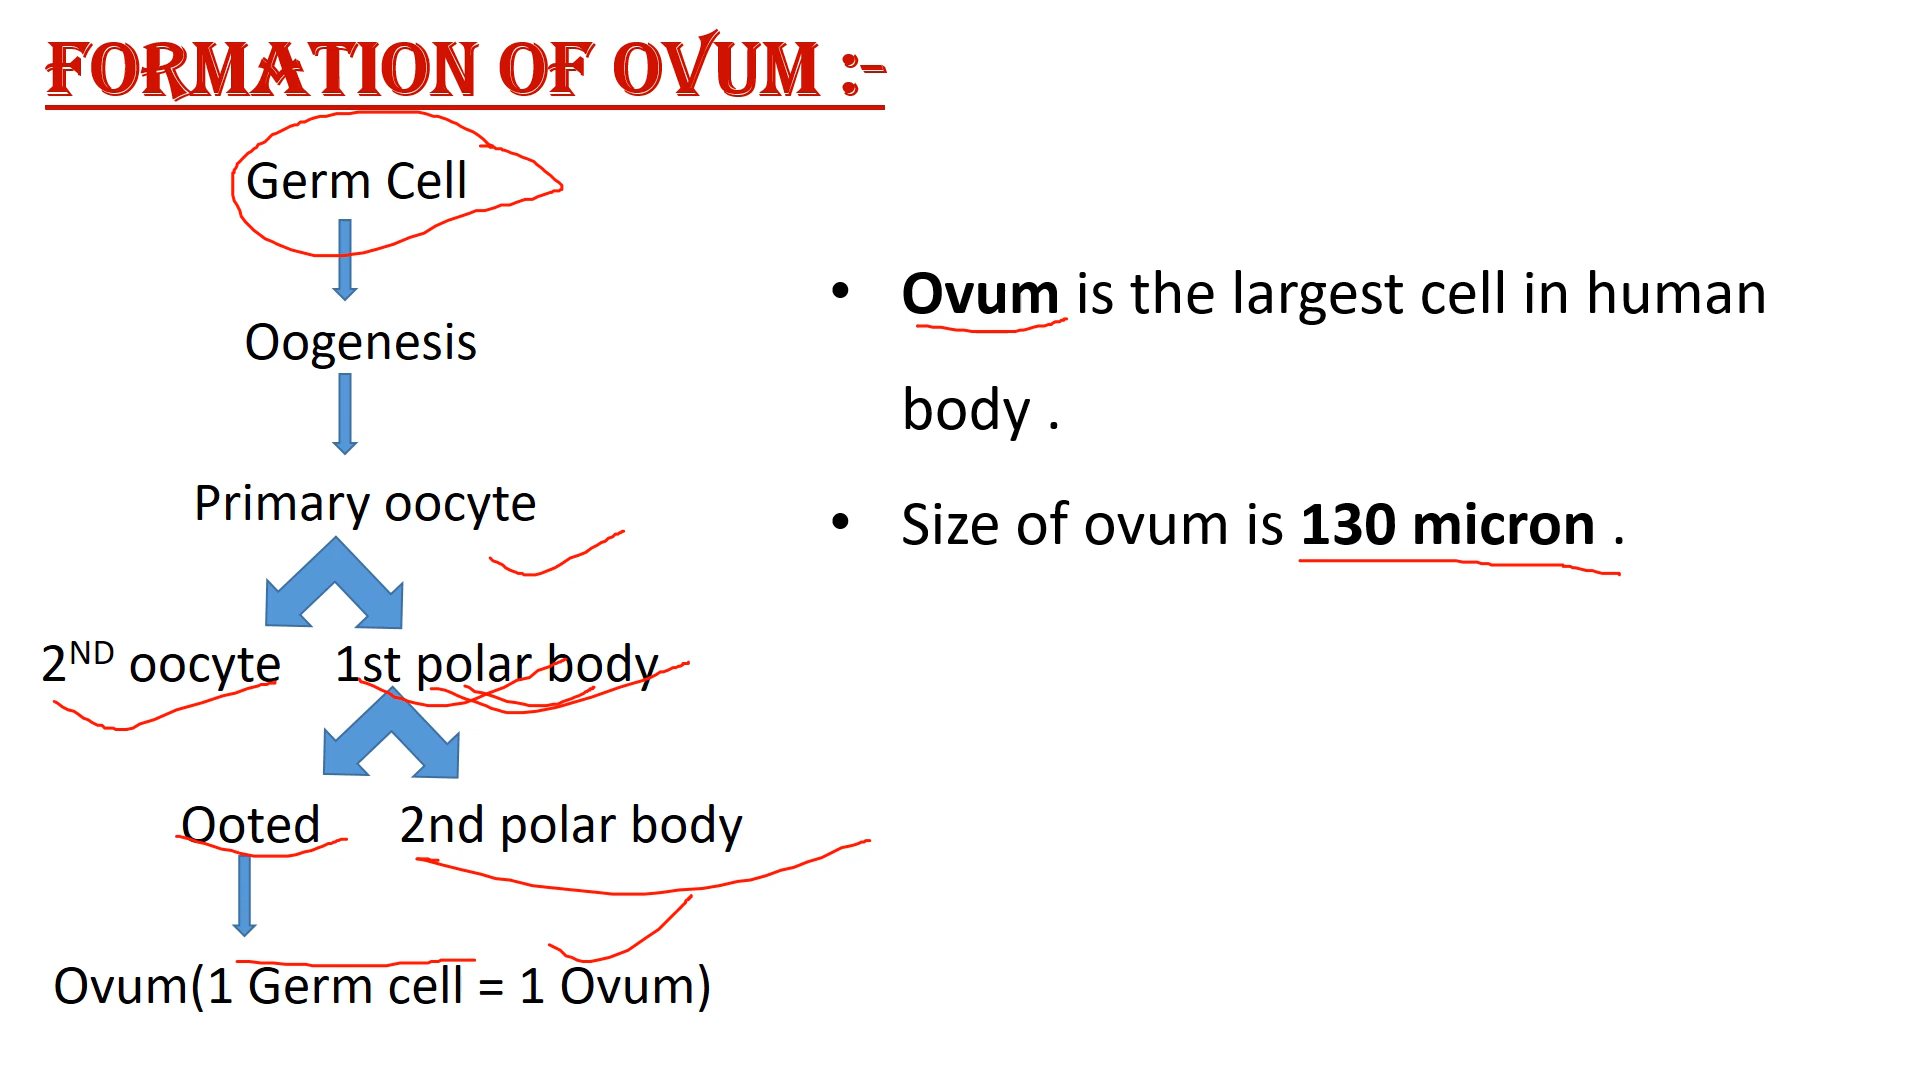 FORMATION OF OVUM :-
Germ Cell
Oogenesis
Primary oocyte
2ND oocyte 1st polar body
Ooted 2nd polar body
Ovum(1 Germ cell = 1 Ovum)
• Ovum is the largest cell in human
body .
• Size of ovum is 130 micron .